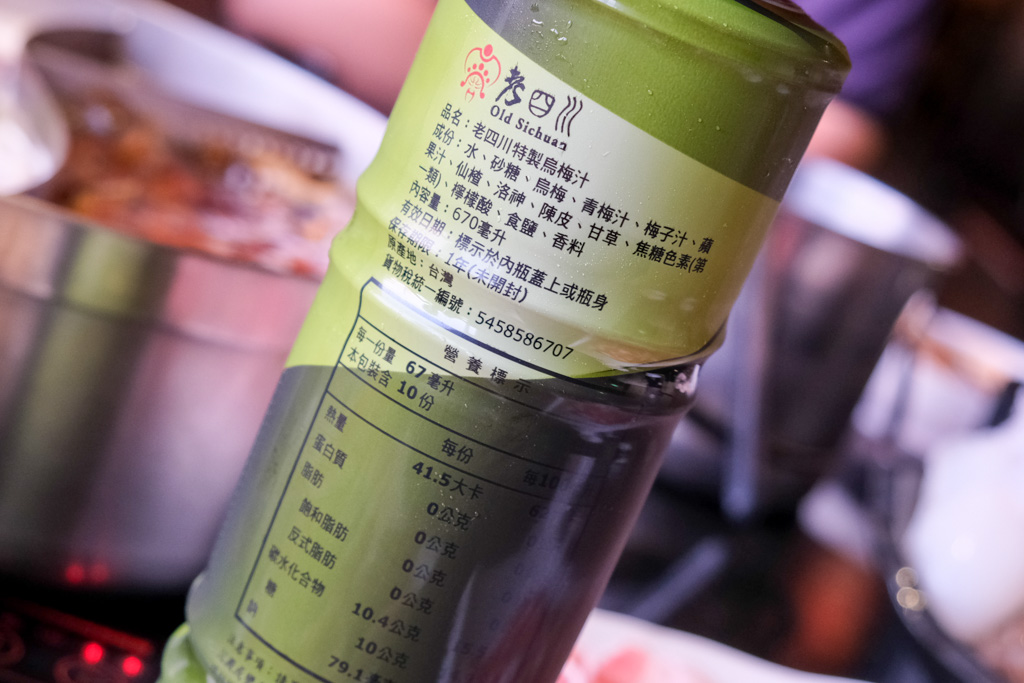 老四川
Old Sichuan
品名：老四川特製烏梅汁
成份：水、砂糖、烏梅、青梅汁、梅子汁、蘋
果汁、仙楂、洛神、陳皮、甘草、焦糖色素(第
一類)、檸檬酸、食鹽、香料
內容量：670毫升
有效日期：標示於內瓶蓋上或瓶身
保存期限：1年(未開封)
原產地：台灣
貨物稅統一編號：5458586707
營養標示
每一份量 67毫升
本包裝含 10份
每份 每10
熱量 41.5大卡
蛋白質 0公克
脂肪 0公克
飽和脂肪 0公克
反式脂肪 0公克
碳水化合物 10.4公克
糖 10公克
鈉 79.1